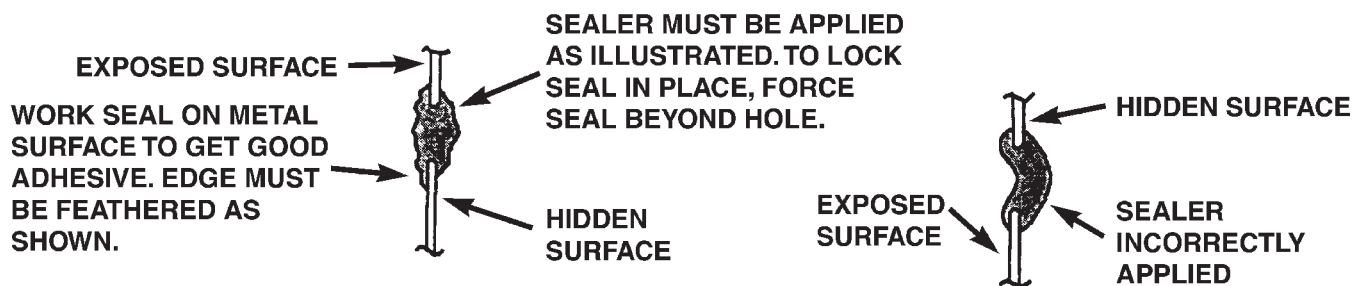 EXPOSED SURFACE
WORK SEAL ON METAL
SURFACE TO GET GOOD
ADHESIVE. EDGE MUST
BE FEATHERED AS
SHOWN.
SEALER MUST BE APPLIED
AS ILLUSTRATED. TO LOCK
SEAL IN PLACE, FORCE
SEAL BEYOND HOLE.
HIDDEN
SURFACE
HIDDEN SURFACE
EXPOSED
SURFACE
SEALER
INCORRECTLY
APPLIED